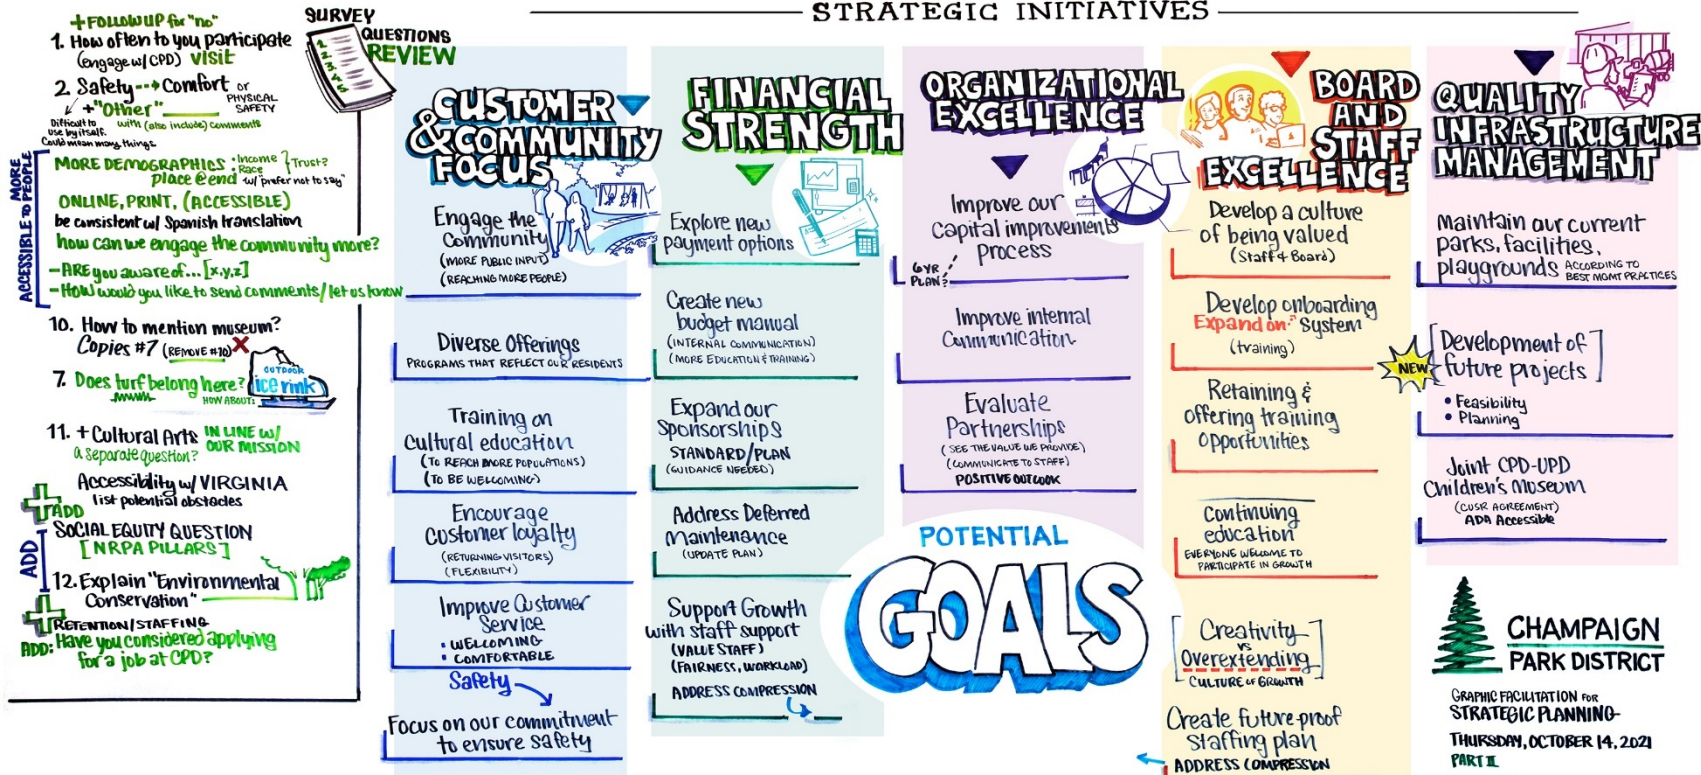 STRATEGIC INITIATIVES
SURVEY
QUESTIONS
REVIEW
+ FOLLOW UP for "no"
1. How often to you participate
(engage w/ CPD) VISIT
2. Safety --→ Comfort or
PHYSICAL
SAFETY
+ "Other"
with (also include) comments
Difficult to
use by itself.
Could mean many things.
MORE
ACCESSIBLE TO PEOPLE
MORE DEMOGRAPHICS : Income
Race
Trust?
place @ end w/ "prefer not to say"
ONLINE, PRINT, (ACCESSIBLE)
be consistent w/ Spanish translation
how can we engage the community more?
- ARE you aware of... [x,y,z]
- HOW would you like to send comments/let us know
10. How to mention museum?
Copies #7 (REMOVE #10) X
7. Does turf belong here?
HOW ABOUT:
OUTDOOR
ice rink
11. + Cultural Arts IN LINE W/
OUR MISSION
a separate question?
Accessibility w/ VIRGINIA
list potential obstacles
+ ADD
SOCIAL EQUITY QUESTION
[NRPA PILLARS]
ADD
12. Explain "Environmental
Conservation"
+ RETENTION/STAFFING
ADD: Have you considered applying
for a job at CPD?
CUSTOMER
& COMMUNITY
FOCUS
Engage the
Community
(MORE PUBLIC INPUT)
(REACHING MORE PEOPLE)
Diverse Offerings
PROGRAMS THAT REFLECT OUR RESIDENTS
Training on
Cultural education
(TO REACH MORE POPULATIONS)
(TO BE WELCOMING)
Encourage
Customer loyalty
(RETURNING VISITORS)
(FLEXIBILITY)
Improve Customer
Service
• WELCOMING
• COMFORTABLE
Safety
Focus on our commitment
to ensure safety
FINANCIAL
STRENGTH
Explore new
payment options
Create new
budget manual
(INTERNAL COMMUNICATION)
(MORE EDUCATION & TRAINING)
Expand our
Sponsorships
STANDARD/PLAN
(GUIDANCE NEEDED)
Address Deferred
Maintenance
(UPDATE PLAN)
Support Growth
with staff support
(VALUE STAFF)
(FAIRNESS, WORKLOAD)
ADDRESS COMPRESSION
ORGANIZATIONAL
EXCELLENCE
Improve our
Capital improvements
process
6 YR
PLAN?
Improve internal
Communication
Evaluate
Partnerships
(SEE THE VALUE WE PROVIDE)
(COMMUNICATE TO STAFF)
POSITIVE OUTLOOK
POTENTIAL
GOALS
BOARD
AND
STAFF
EXCELLENCE
Develop a culture
of being valued
(Staff & Board)
Develop onboarding
Expand on" System
(training)
Retaining &
offering training
opportunities
Continuing
education
EVERYONE WELCOME TO
PARTICIPATE IN GROWTH
[Creativity
vs
Overextending]
CULTURE OF GROWTH
Create future-proof
Staffing plan
ADDRESS COMPRESSION
QUALITY
INFRASTRUCTURE
MANAGEMENT
Maintain our current
parks, facilities,
playgrounds ACCORDING TO
BEST MGMT PRACTICES
NEW
[Development of
future projects]
• Feasibility
• Planning
Joint CPD-UPD
Children's Museum
(CUSR AGREEMENT)
ADA Accessible
CHAMPAIGN
PARK DISTRICT
GRAPHIC FACILITATION FOR
STRATEGIC PLANNING
THURSDAY, OCTOBER 14, 2021
PART II